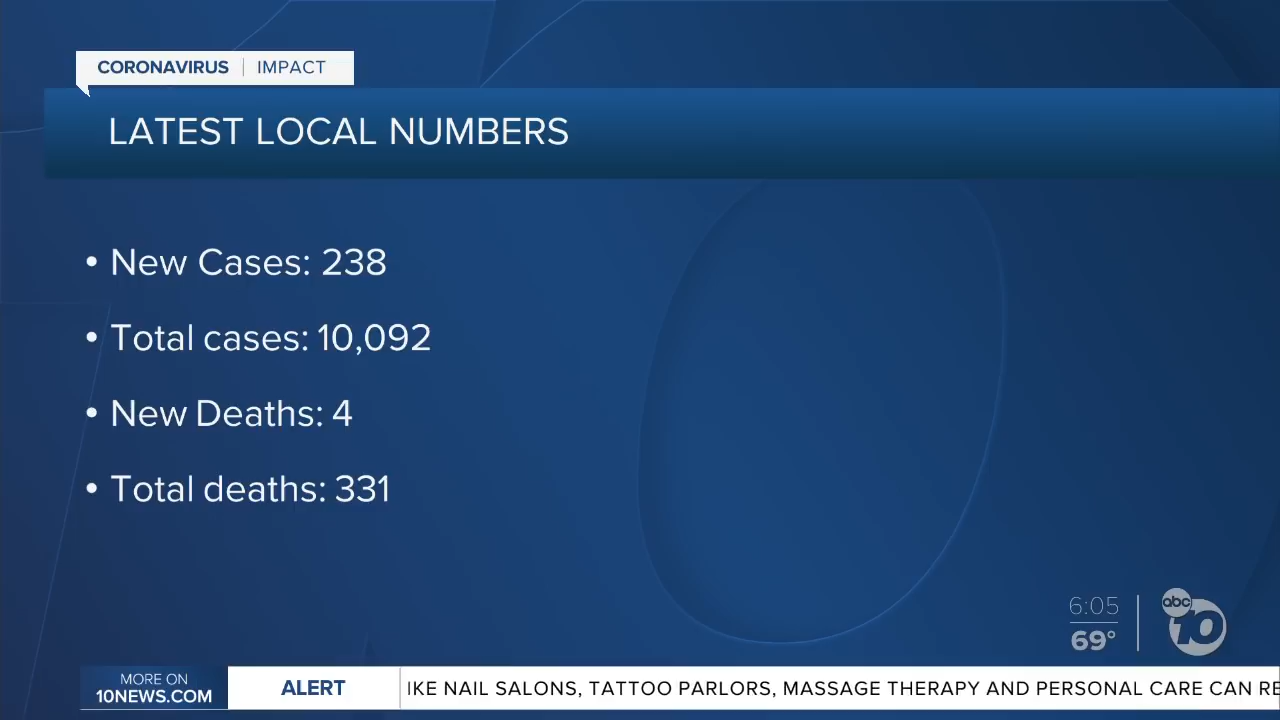 CORONAVIRUS | IMPACT
LATEST LOCAL NUMBERS
• New Cases: 238
• Total cases: 10,092
• New Deaths: 4
• Total deaths: 331
6:05
69°
abc
10
MORE ON
10NEWS.COM
ALERT
IKE NAIL SALONS, TATTOO PARLORS, MASSAGE THERAPY AND PERSONAL CARE CAN RE